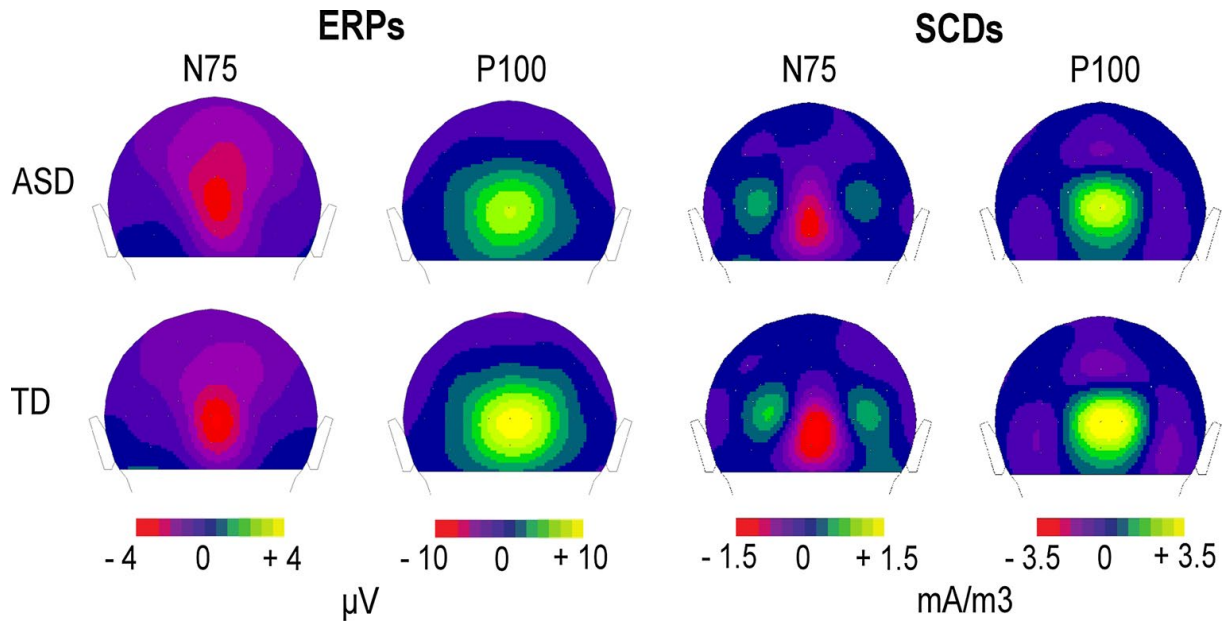 ERPs SCDs
N75 P100 N75 P100
ASD
TD
- 4 0 + 4 - 10 0 + 10 - 1.5 0 + 1.5 - 3.5 0 + 3.5
µV mA/m3